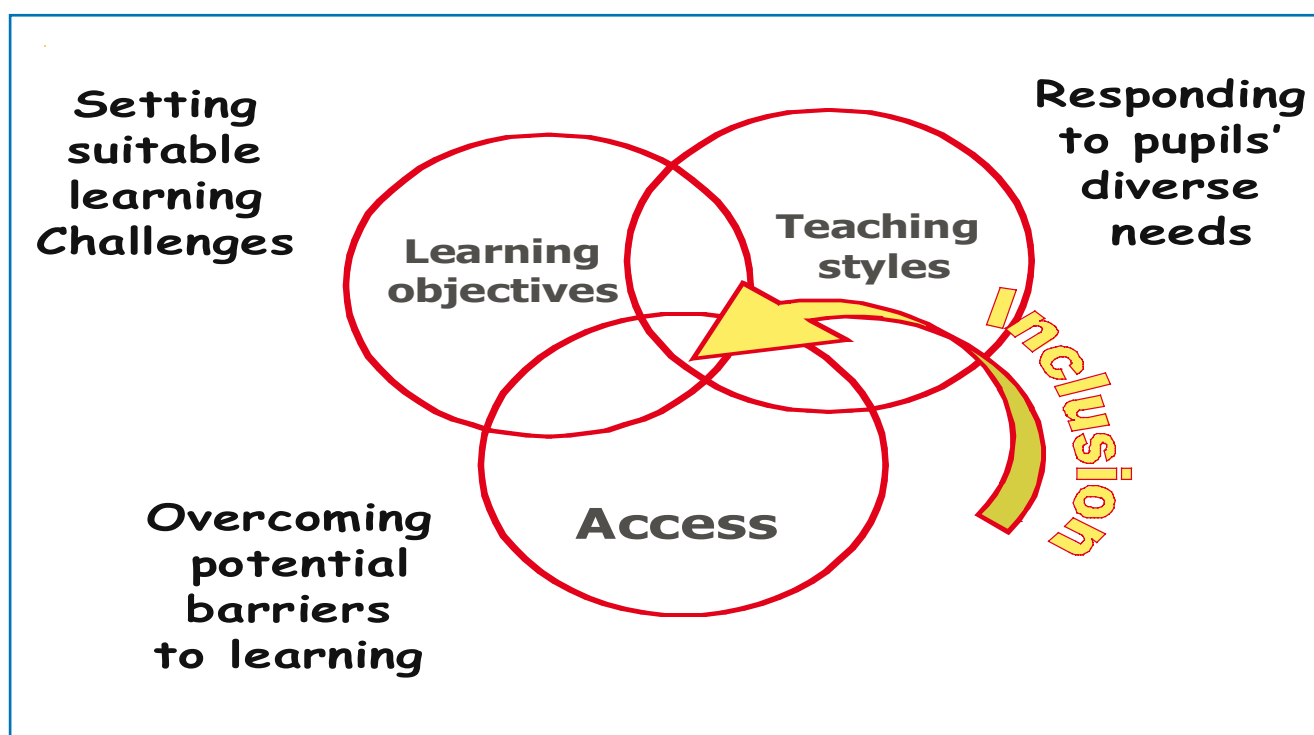 Setting
suitable
learning
Challenges
Responding
to pupils'
diverse
needs
Learning
objectives
Teaching
styles
Inclusion
Access
Overcoming
potential
barriers
to learning